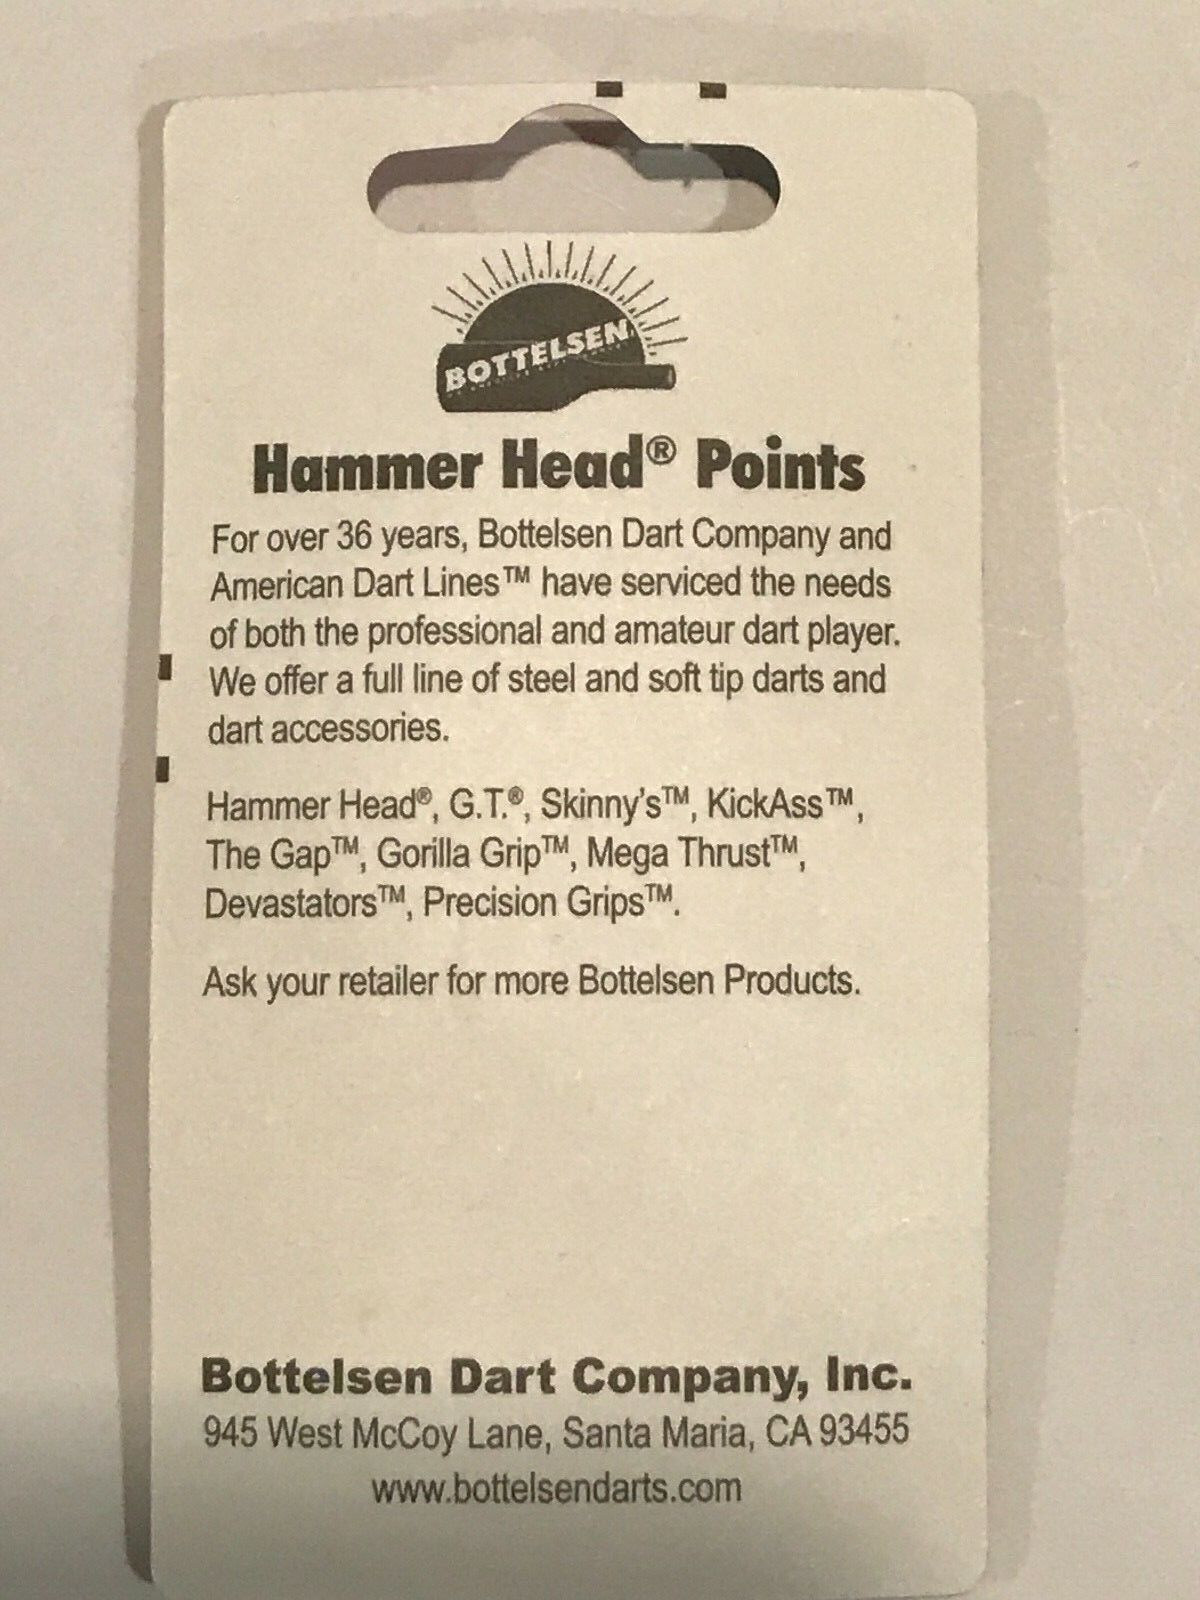 BOTTELSEN
Hammer Head® Points
For over 36 years, Bottelsen Dart Company and
American Dart Lines™ have serviced the needs
of both the professional and amateur dart player.
We offer a full line of steel and soft tip darts and
dart accessories.
Hammer Head®, G.T.®, Skinny's™, KickAss™,
The Gap™, Gorilla Grip™, Mega Thrust™,
Devastators™, Precision Grips™.
Ask your retailer for more Bottelsen Products.
Bottelsen Dart Company, Inc.
945 West McCoy Lane, Santa Maria, CA 93455
www.bottelsendarts.com